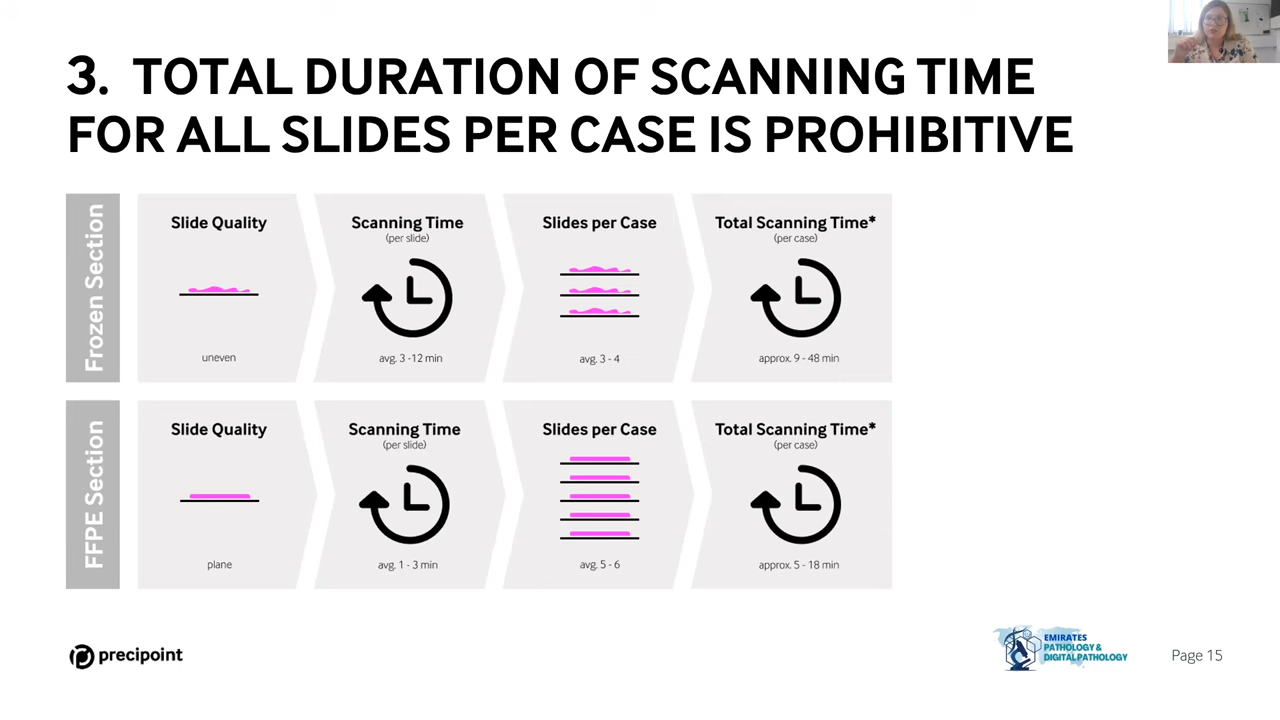 3. TOTAL DURATION OF SCANNING TIME
FOR ALL SLIDES PER CASE IS PROHIBITIVE
Frozen Section
Slide Quality
uneven
Scanning Time
(per slide)
avg. 3 -12 min
Slides per Case
avg. 3 - 4
Total Scanning Time*
(per case)
approx. 9 - 48 min
FFPE Section
Slide Quality
plane
Scanning Time
(per slide)
avg. 1 - 3 min
Slides per Case
avg. 5 - 6
Total Scanning Time*
(per case)
approx. 5 - 18 min
precipoint
EMIRATES
PATHOLOGY &
DIGITAL PATHOLOGY
Page 15